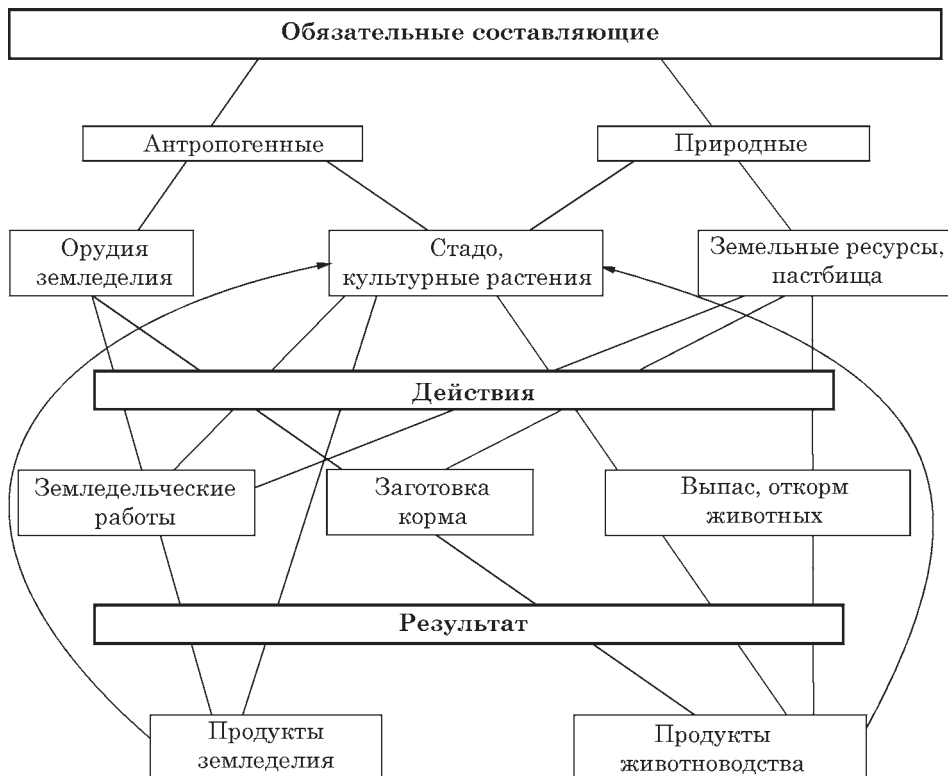 Обязательные составляющие
Антропогенные
Природные
Орудия
земледелия
Стадо,
культурные растения
Земельные ресурсы,
пастбища
Действия
Земледельческие
работы
Заготовка
корма
Выпас, откорм
животных
Результат
Продукты
земледелия
Продукты
животноводства